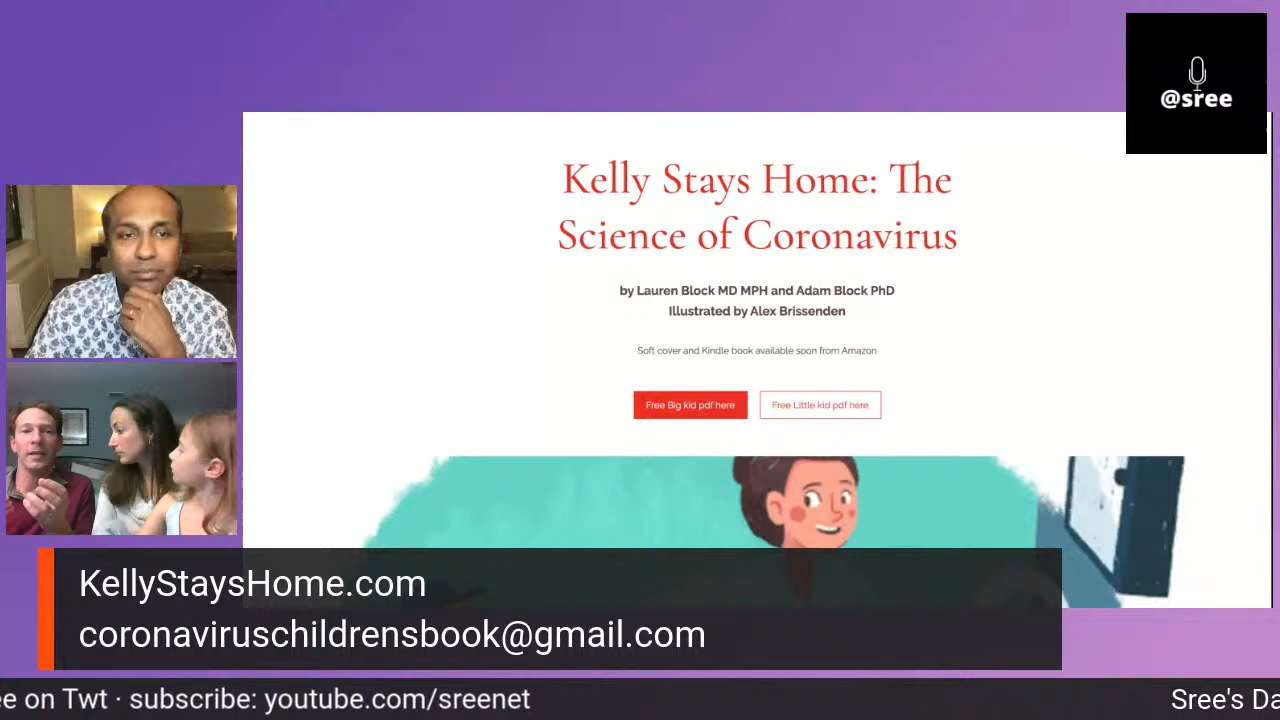 @sree
Kelly Stays Home: The
Science of Coronavirus
by Lauren Block MD MPH and Adam Block PhD
Illustrated by Alex Brissenden
Soft cover and Kindle book available soon from Amazon
Free Big kid pdf here
Free Little kid pdf here
KellyStaysHome.com
coronaviruschildrensbook@gmail.com
ee on Twt · subscribe: youtube.com/sreenet
Sree's Da